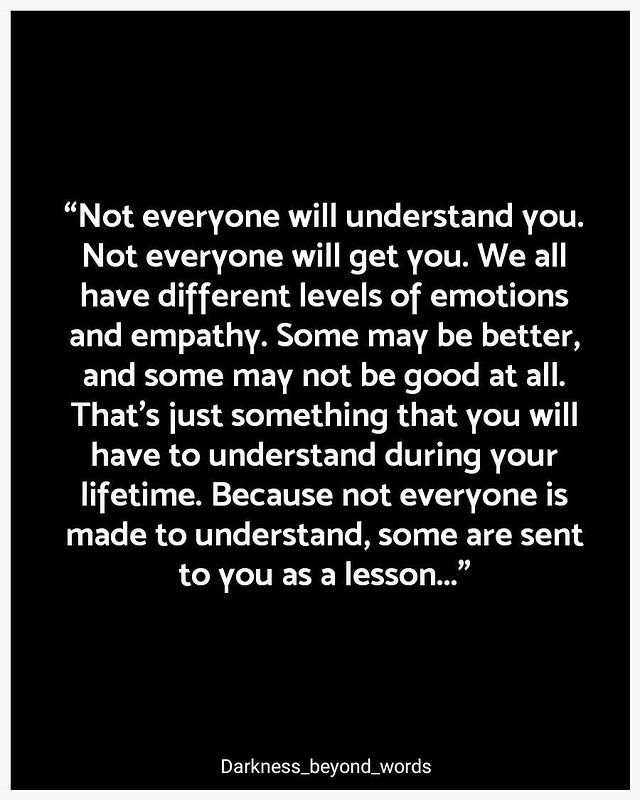 “Not everyone will understand you.
Not everyone will get you. We all
have different levels of emotions
and empathy. Some may be better,
and some may not be good at all.
That’s just something that you will
have to understand during your
lifetime. Because not everyone is
made to understand, some are sent
to you as a lesson...”
Darkness_beyond_words